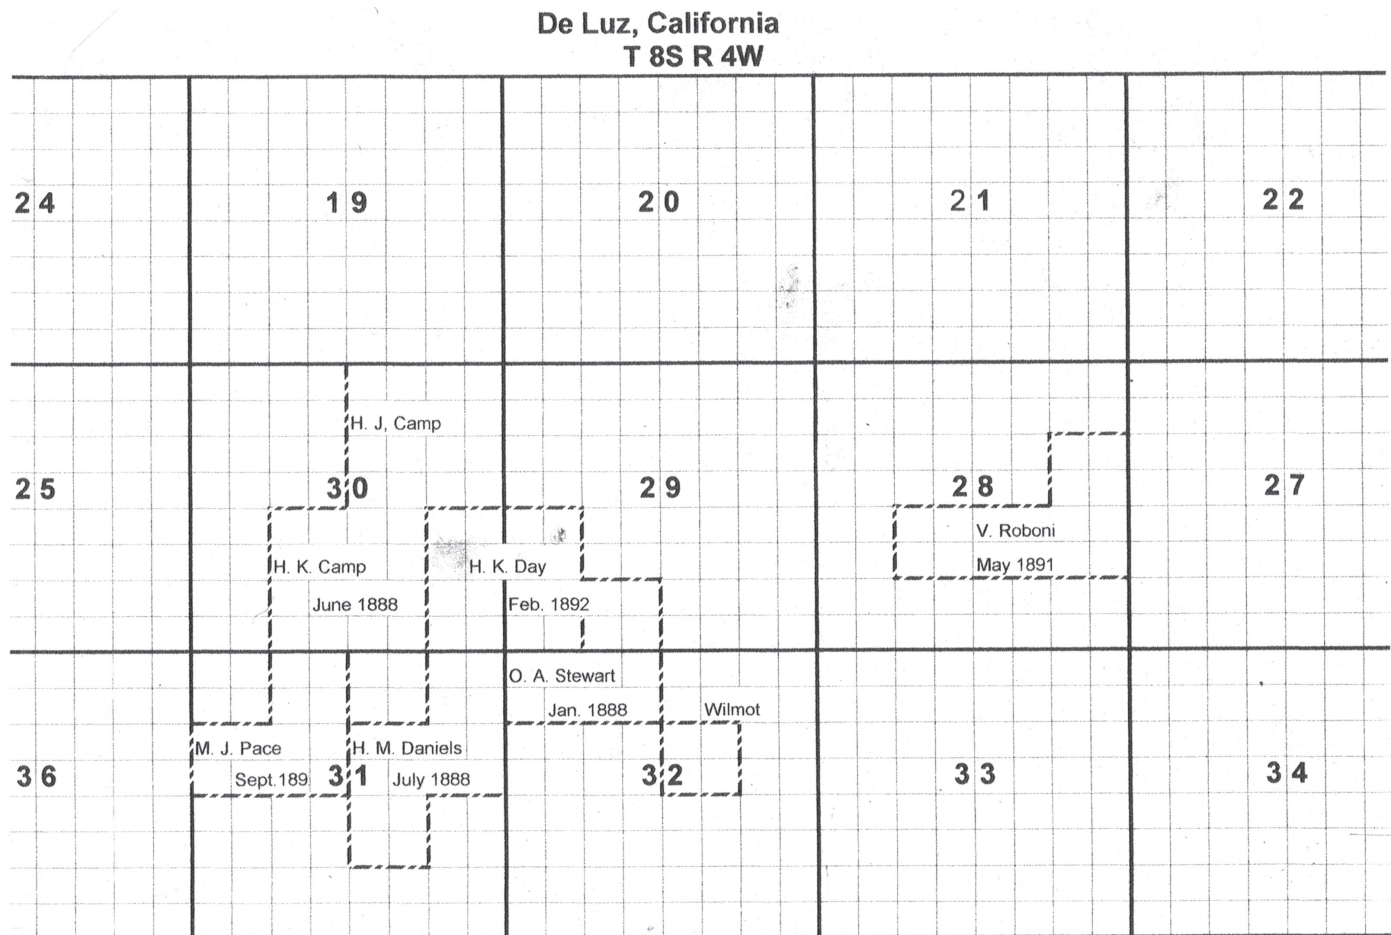 De Luz, California
T 8S R 4W
24 19 20 21 22
H. J, Camp
25 30 29 28 27
V. Roboni
May 1891
H. K. Camp H. K. Day
June 1888 Feb. 1892
O. A. Stewart
Jan. 1888 Wilmot
M. J. Pace H. M. Daniels
36 Sept.189 31 July 1888 32 33 34